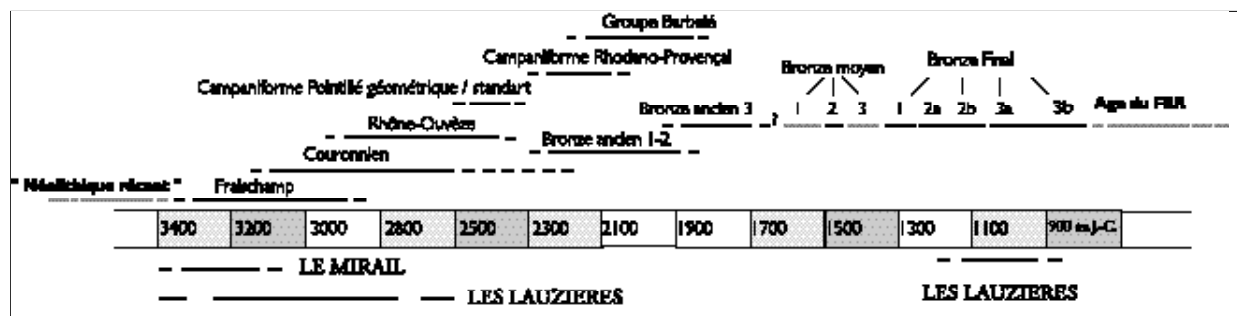 Groupe Barbelé
Campaniforme Rhodano-Provençal
Campaniforme Pointillé géométrique / standart
Bronze moyen
Bronze Final
Bronze ancien 3 ? 1 2 3 1 2a 2b 3a 3b Age du FER
Rhône-Ouvèze
Bronze ancien 1-2
Couronnien
" Néolithique récent " Fraischamp
3400 3200 3000 2800 2500 2300 2100 1900 1700 1500 1300 1100 900 av. J.-C.
LE MIRAIL
LES LAUZIERES LES LAUZIERES